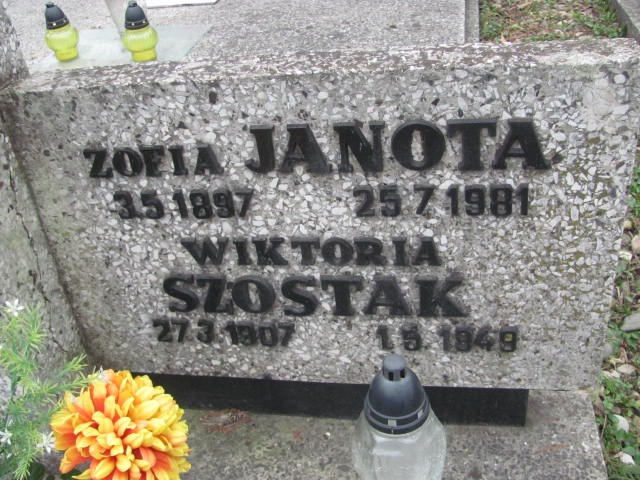 ZOFIA JANOTA
3.5.1897 25.7.1981
WIKTORIA
SZOSTAK
27.3.1907 1.5.1949